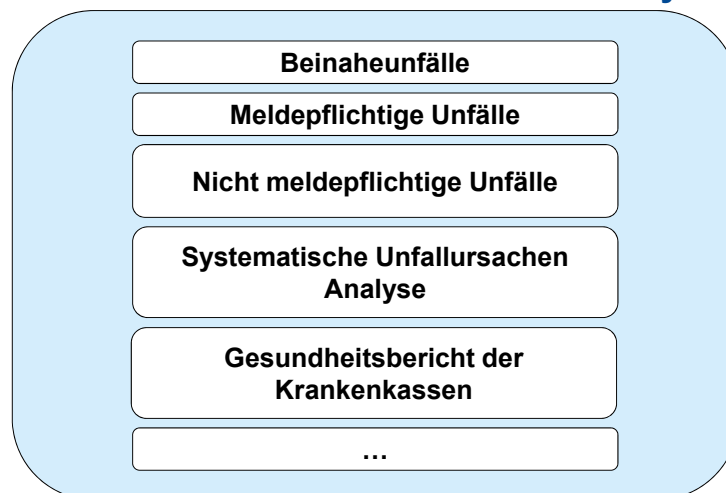 Beinaheunfälle
Meldepflichtige Unfälle
Nicht meldepflichtige Unfälle
Systematische Unfallursachen
Analyse
Gesundheitsbericht der
Krankenkassen
...